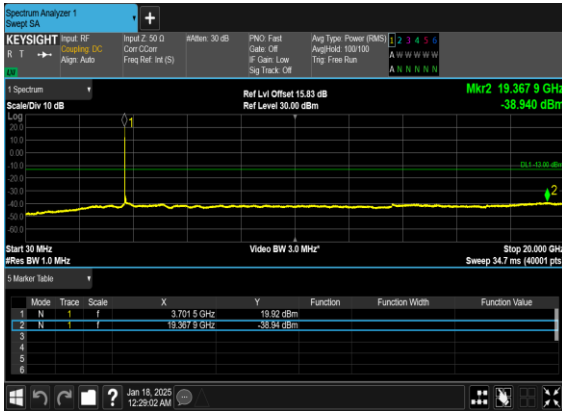 Spectrum Analyzer 1
Swept SA
KEYSIGHT
R T
Input: RF
Coupling: DC
Align: Auto
Input Z: 50 Ω
Corr CCorr
Freq Ref: Int (S)
#Atten: 30 dB
PNO: Fast
Gate: Off
IF Gain: Low
Sig Track: Off
Avg Type: Power (RMS)
Avg|Hold: 100/100
Trig: Free Run
1 2 3 4 5 6
A W W W W W
A N N N N N
1 Spectrum
Scale/Div 10 dB
Ref Lvl Offset 15.83 dB
Ref Level 30.00 dBm
Mkr2 19.367 9 GHz
-38.940 dBm
Log
20.0
10.0
0.00
-10.0
-20.0
-30.0
-40.0
-50.0
-60.0
1
DL1 -13.00 dBm
2
Start 30 MHz
#Res BW 1.0 MHz
Video BW 3.0 MHz*
Stop 20.000 GHz
Sweep 34.7 ms (40001 pts)
5 Marker Table
Mode Trace Scale X Y Function Function Width Function Value
1 N 1 f 3.701 5 GHz 19.92 dBm
2 N 1 f 19.367 9 GHz -38.94 dBm
3
4
5
6
?
Jan 18, 2025
12:29:02 AM